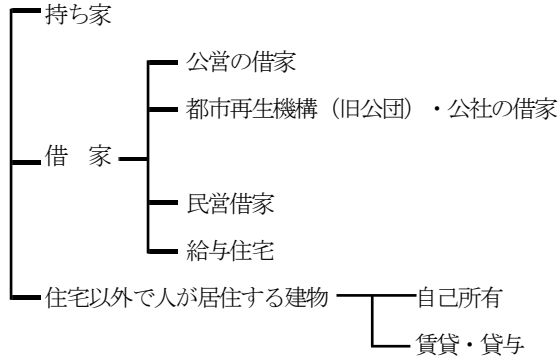 持ち家
公営の借家
都市再生機構（旧公団）・公社の借家
借　家
民営借家
給与住宅
住宅以外で人が居住する建物
自己所有
賃貸・貸与